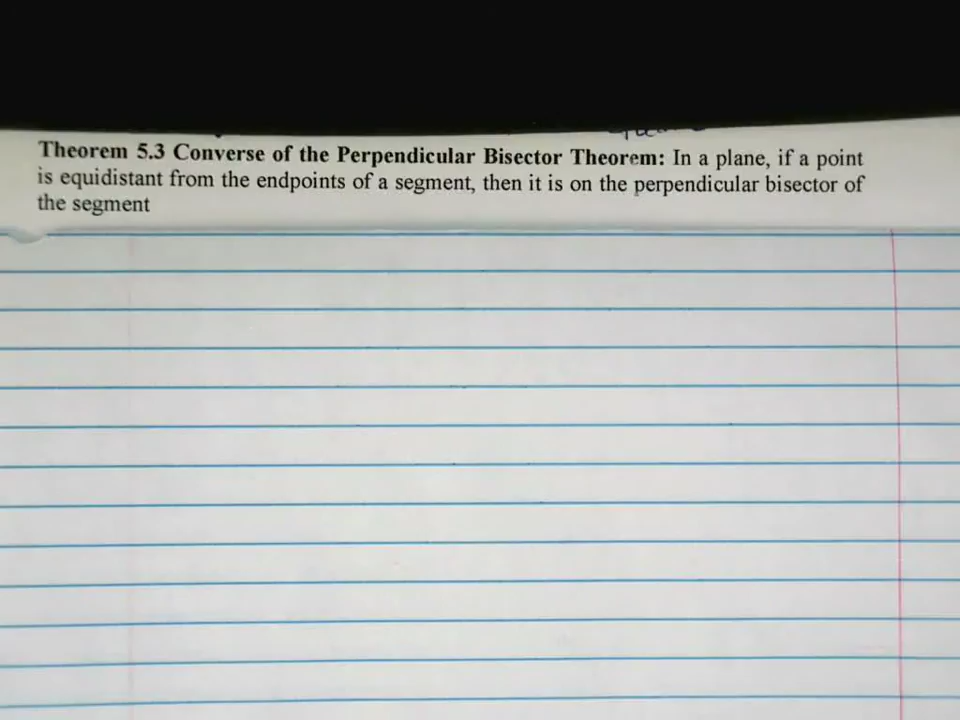 Theorem 5.3 Converse of the Perpendicular Bisector Theorem: In a plane, if a point
is equidistant from the endpoints of a segment, then it is on the perpendicular bisector of
the segment